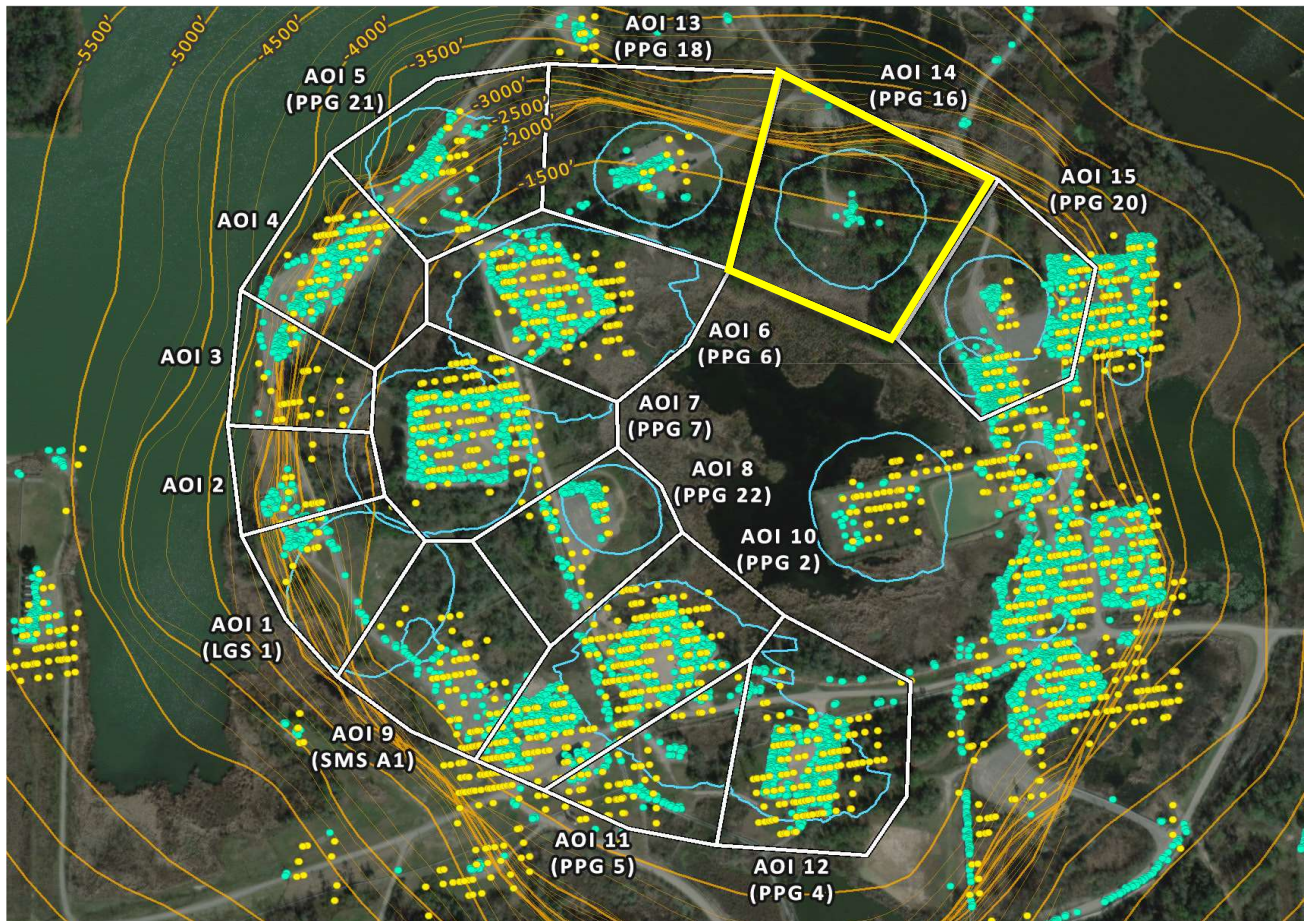 -5500'
-5000'
-4500'
-4000'
-3500'
-3000'
-2500'
-2000'
-1500'
AOI 13
(PPG 18)
AOI 5
(PPG 21)
AOI 14
(PPG 16)
AOI 15
(PPG 20)
AOI 4
AOI 3
AOI 6
(PPG 6)
AOI 7
(PPG 7)
AOI 2
AOI 8
(PPG 22)
AOI 10
(PPG 2)
AOI 1
(LGS 1)
AOI 9
(SMS A1)
AOI 11
(PPG 5)
AOI 12
(PPG 4)